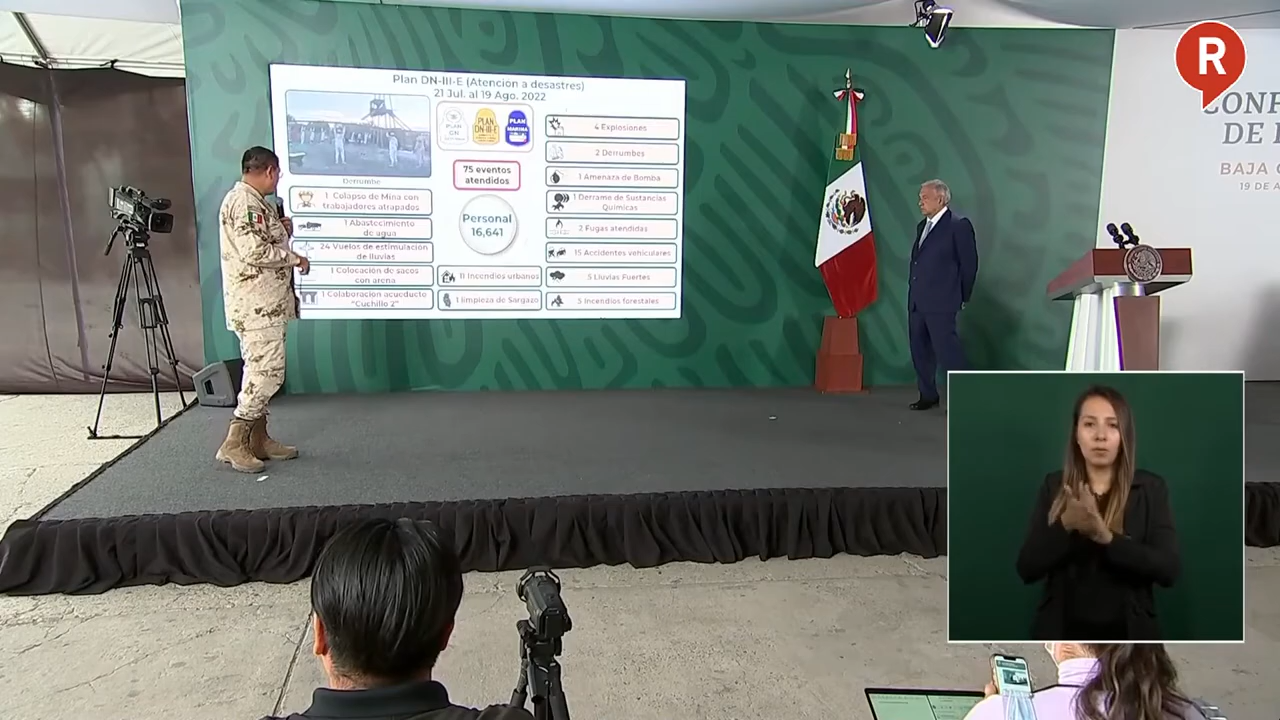 Plan DN-III-E (Atencion a desastres)
21 Jul. al 19 Ago. 2022
PLAN
GN
PLAN
DN-III-E
PLAN
MARINA
Derrumbe
75 eventos
atendidos
Personal
16,641
1 Colapso de Mina con
trabajadores atrapados
1 Abastecimiento
de agua
24 Vuelos de estimulacion
de lluvias
1 Colocación de sacos
con arena
1 Colaboración acueducto
"Cuchillo 2"
11 Incendios urbanos
1 limpieza de Sargazo
4 Explosiones
2 Derrumbes
1 Amenaza de Bomba
1 Derrame de Sustancias
Químicas
2 Fugas atendidas
15 Accidentes vehiculares
5 Lluvias Fuertes
5 Incendios forestales
R
CONF
DE
BAJA
19 DE A